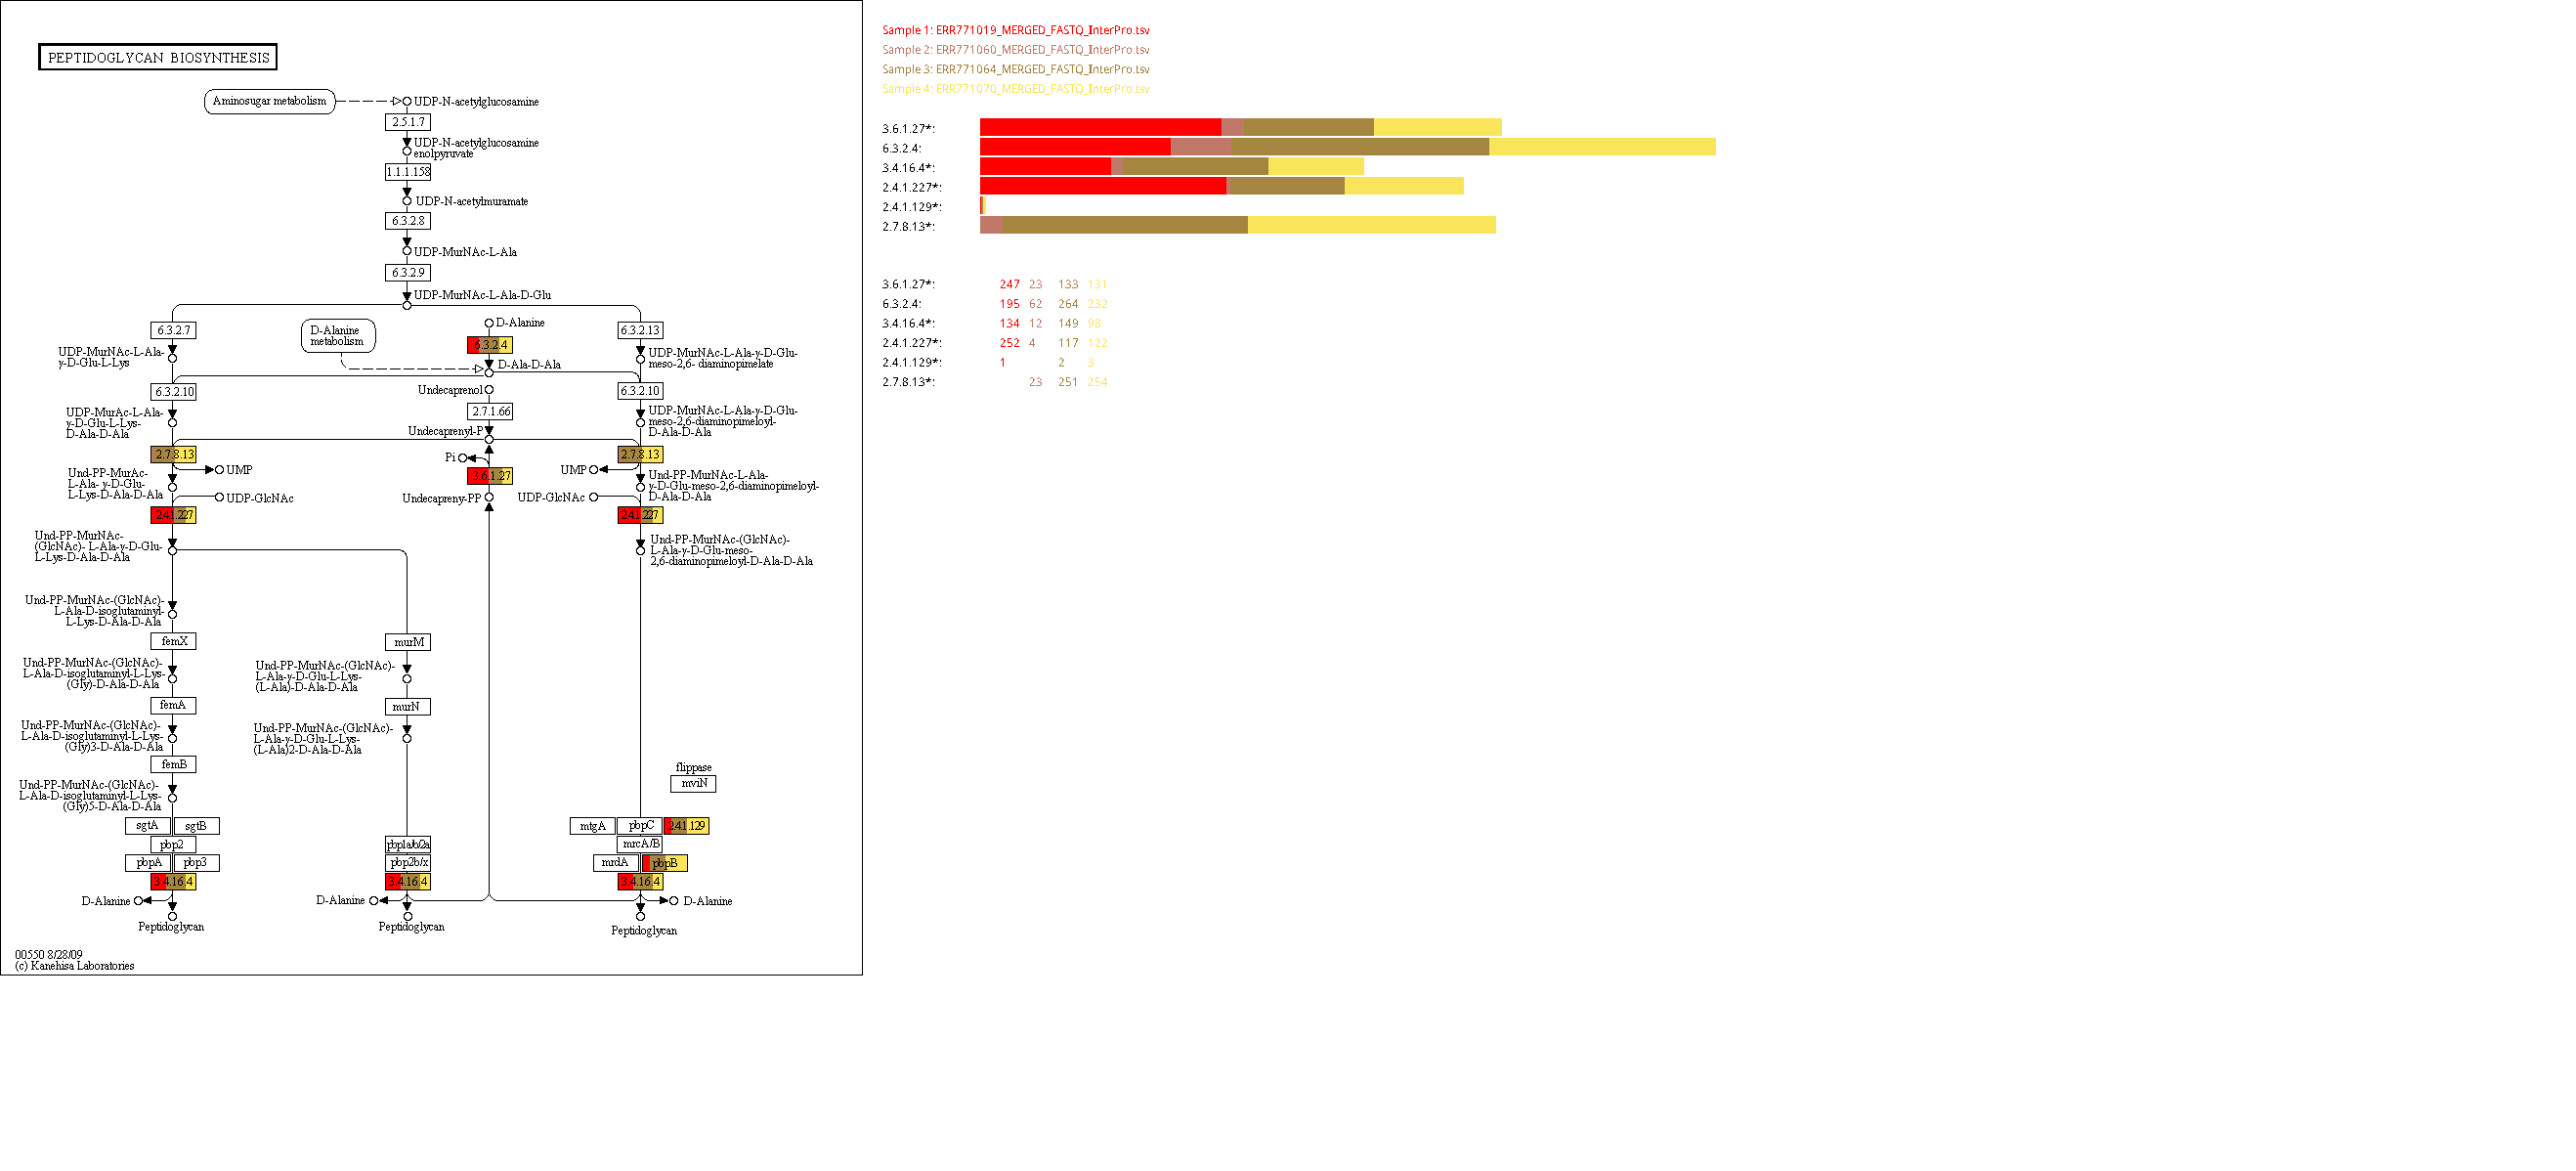 PEPTIDOGLYCAN BIOSYNTHESIS
Aminosugar metabolism
UDP-N-acetylglucosamine
2.5.1.7
UDP-N-acetylglucosamine
enolpyruvate
1.1.1.158
UDP-N-acetylmuramate
6.3.2.8
UDP-MurNAc-L-Ala
6.3.2.9
UDP-MurNAc-L-Ala-D-Glu
6.3.2.7
D-Alanine
metabolism
D-Alanine
6.3.2.13
6.3.2.4
UDP-MurNAc-L-Ala-
γ-D-Glu-L-Lys
D-Ala-D-Ala
UDP-MurNAc-L-Ala-γ-D-Glu-
meso-2,6- diaminopimelate
6.3.2.10
Undecaprenol
6.3.2.10
2.7.1.66
UDP-MurAc-L-Ala-
γ-D-Glu-L-Lys-
D-Ala-D-Ala
Undecaprenyl-P
UDP-MurNAc-L-Ala-γ-D-Glu-
meso-2,6-diaminopimeloyl-
D-Ala-D-Ala
2.7.8.13
Pi
2.7.8.13
UMP
3.6.1.27
UMP
Und-PP-MurAc-
L-Ala- γ-D-Glu-
L-Lys-D-Ala-D-Ala
Und-PP-MurNAc-L-Ala-
γ-D-Glu-meso-2,6-diaminopimeloyl-
D-Ala-D-Ala
UDP-GlcNAc
Undecapreny-PP
UDP-GlcNAc
2.4.1.227
2.4.1.227
Und-PP-MurNAc-
(GlcNAc)- L-Ala-γ-D-Glu-
L-Lys-D-Ala-D-Ala
Und-PP-MurNAc-(GlcNAc)-
L-Ala-γ-D-Glu-meso-
2,6-diaminopimeloyl-D-Ala-D-Ala
Und-PP-MurNAc-(GlcNAc)-
L-Ala-D-isoglutaminyl-
L-Lys-D-Ala-D-Ala
femX
murM
Und-PP-MurNAc-(GlcNAc)-
L-Ala-D-isoglutaminyl-L-Lys-
(Gly)-D-Ala-D-Ala
Und-PP-MurNAc-(GlcNAc)-
L-Ala-γ-D-Glu-L-Lys-
(L-Ala)-D-Ala-D-Ala
femA
murN
Und-PP-MurNAc-(GlcNAc)-
L-Ala-D-isoglutaminyl-L-Lys-
(Gly)3-D-Ala-D-Ala
Und-PP-MurNAc-(GlcNAc)-
L-Ala-γ-D-Glu-L-Lys-
(L-Ala)2-D-Ala-D-Ala
femB
flippase
mviN
Und-PP-MurNAc-(GlcNAc)-
L-Ala-D-isoglutaminyl-L-Lys-
(Gly)5-D-Ala-D-Ala
sgtA sgtB
mtgA pbpC 2.4.1.129
pbp2 pbp1a/b/2a mrcA/B
pbpA pbp3 pbp2b/x mrdA pbpB
3.4.16.4 3.4.16.4 3.4.16.4
D-Alanine D-Alanine D-Alanine
Peptidoglycan Peptidoglycan Peptidoglycan
00550 8/28/09
(c) Kanehisa Laboratories
Sample 1: ERR771019_MERGED_FASTQ_InterPro.tsv
Sample 2: ERR771060_MERGED_FASTQ_InterPro.tsv
Sample 3: ERR771064_MERGED_FASTQ_InterPro.tsv
Sample 4: ERR771070_MERGED_FASTQ_InterPro.tsv
3.6.1.27*:
6.3.2.4:
3.4.16.4*:
2.4.1.227*:
2.4.1.129*:
2.7.8.13*:
3.6.1.27*: 247 23 133 131
6.3.2.4: 195 62 264 232
3.4.16.4*: 134 12 149 98
2.4.1.227*: 252 4 117 122
2.4.1.129*: 1 2 3
2.7.8.13*: 23 251 254